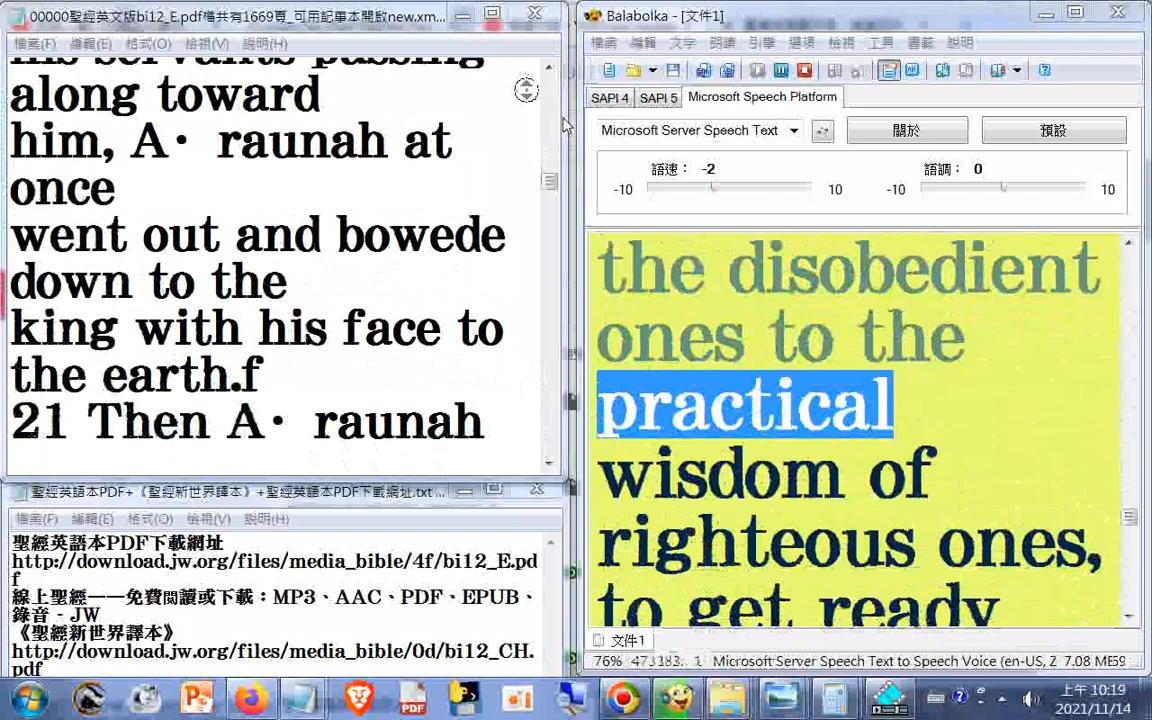 00000聖經英文版bi12_E.pdf檔共有1669頁_可用記事本開啟new.xm...
檔案(F) 編輯(E) 格式(O) 檢視(V) 說明(H)
his servants passing
along toward
him, A· raunah at
once
went out and bowede
down to the
king with his face to
the earth.f
21 Then A· raunah
聖經英語本PDF+《聖經新世界譯本》+聖經英語本PDF下載網址.txt ...
檔案(F) 編輯(E) 格式(O) 檢視(V) 說明(H)
聖經英語本PDF下載網址
http://download.jw.org/files/media_bible/4f/bi12_E.pd
f
線上聖經——免費閱讀或下載：MP3、AAC、PDF、EPUB、
錄音 - JW
《聖經新世界譯本》
http://download.jw.org/files/media_bible/0d/bi12_CH.
pdf
Balabolka - [文件1]
檔案 編輯 文字 朗讀 引擎 選項 檢視 工具 書籤 說明
SAPI 4 SAPI 5 Microsoft Speech Platform
Microsoft Server Speech Text 關於 預設
語速： -2 語調： 0
-10 10 -10 10
the disobedient
ones to the
practical
wisdom of
righteous ones,
to get ready
文件1
76% 473183: 1 Microsoft Server Speech Text to Speech Voice (en-US, Z 7.08 ME59
PDF
上午 10:19
2021/11/14